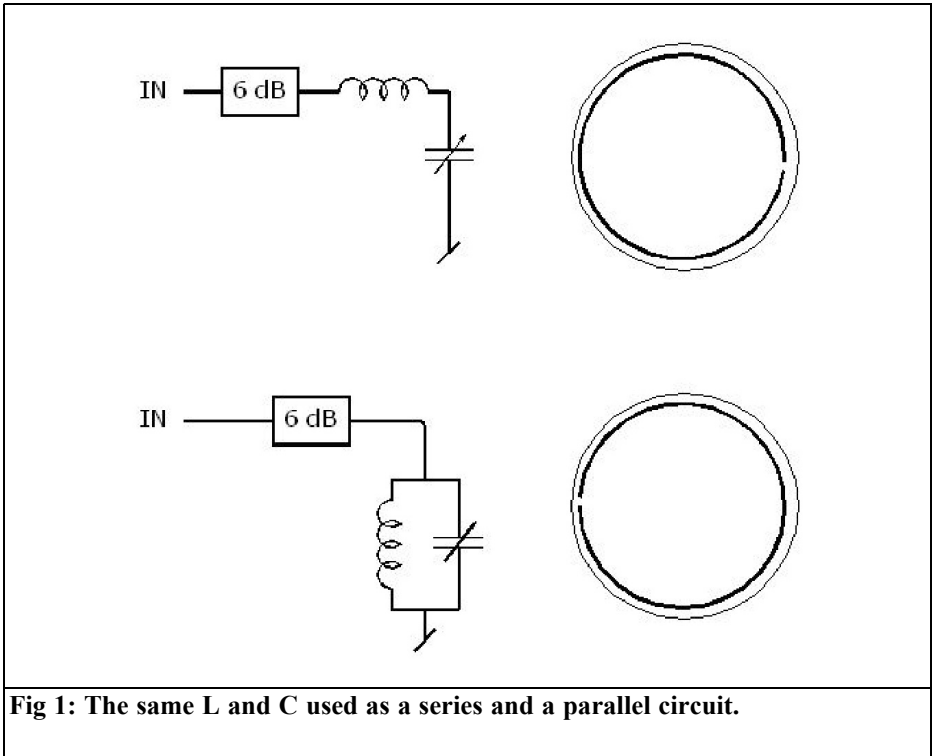 IN
6 dB
IN
6 dB
Fig 1: The same L and C used as a series and a parallel circuit.